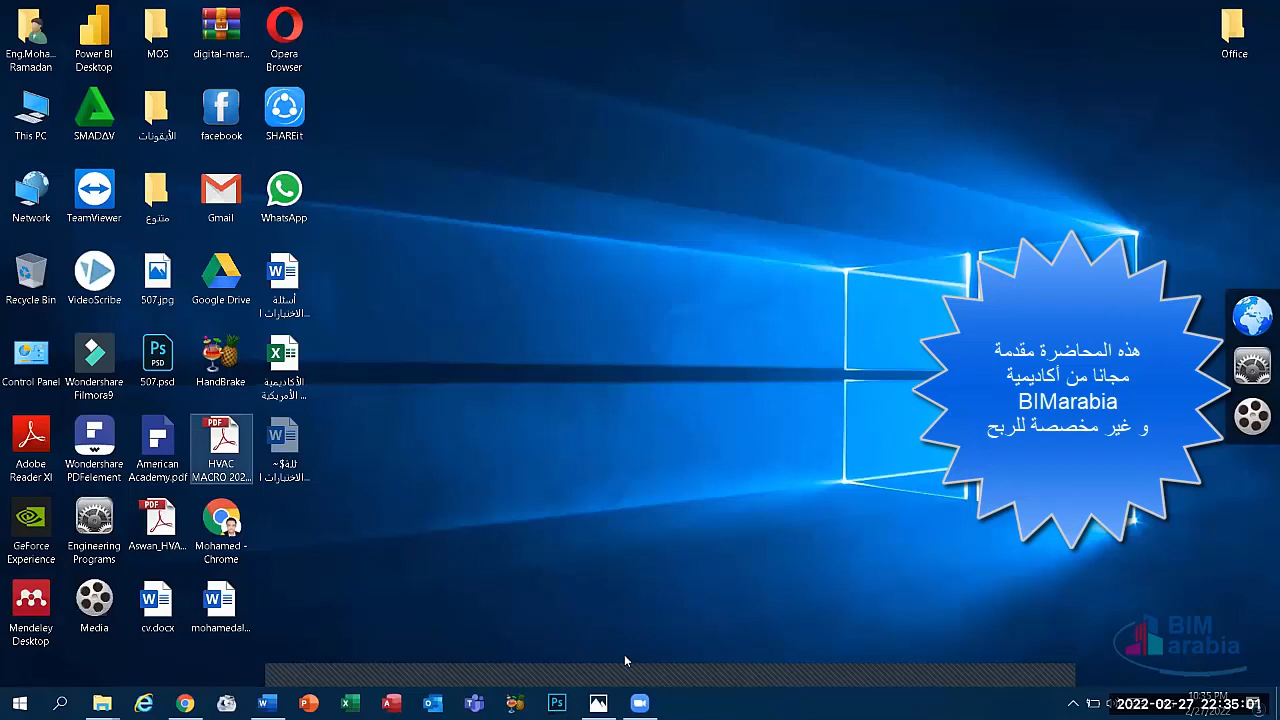 Eng.Moha...
Ramadan
Power BI
Desktop
MOS
digital-mar...
Opera
Browser
Office
This PC
SMADAV
الأيقونات
facebook
SHAREit
Network
TeamViewer
متنوع
Gmail
WhatsApp
Recycle Bin
VideoScribe
507.jpg
Google Drive
أسئلة
الاختبارات ا...
Control Panel
Wondershare
Filmora9
507.psd
HandBrake
الأكاديمية
الأمريكية ...
Adobe
Reader XI
Wondershare
PDFelement
American
Academy.pdf
HVAC
MACRO 202...
~$للة
الاختبارات ا...
GeForce
Experience
Engineering
Programs
Aswan_HVA...
Mohamed -
Chrome
Mendeley
Desktop
Media
cv.docx
mohamedal...
هذه المحاضرة مقدمة
مجانا من أكاديمية
BIMarabia
و غير مخصصة للربح
BIM
arabia
10:35 PM
2022-02-27, 22:35:01